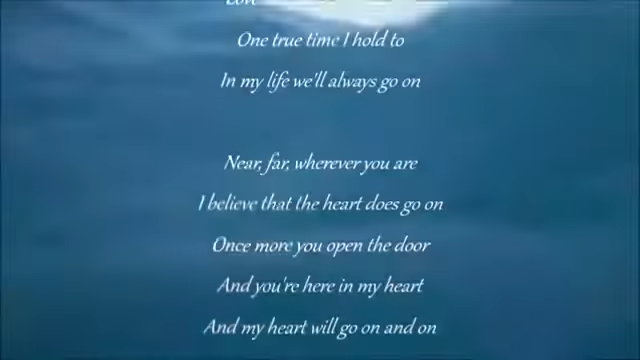 Love
One true time I hold to
In my life we'll always go on
Near, far, wherever you are
I believe that the heart does go on
Once more you open the door
And you're here in my heart
And my heart will go on and on